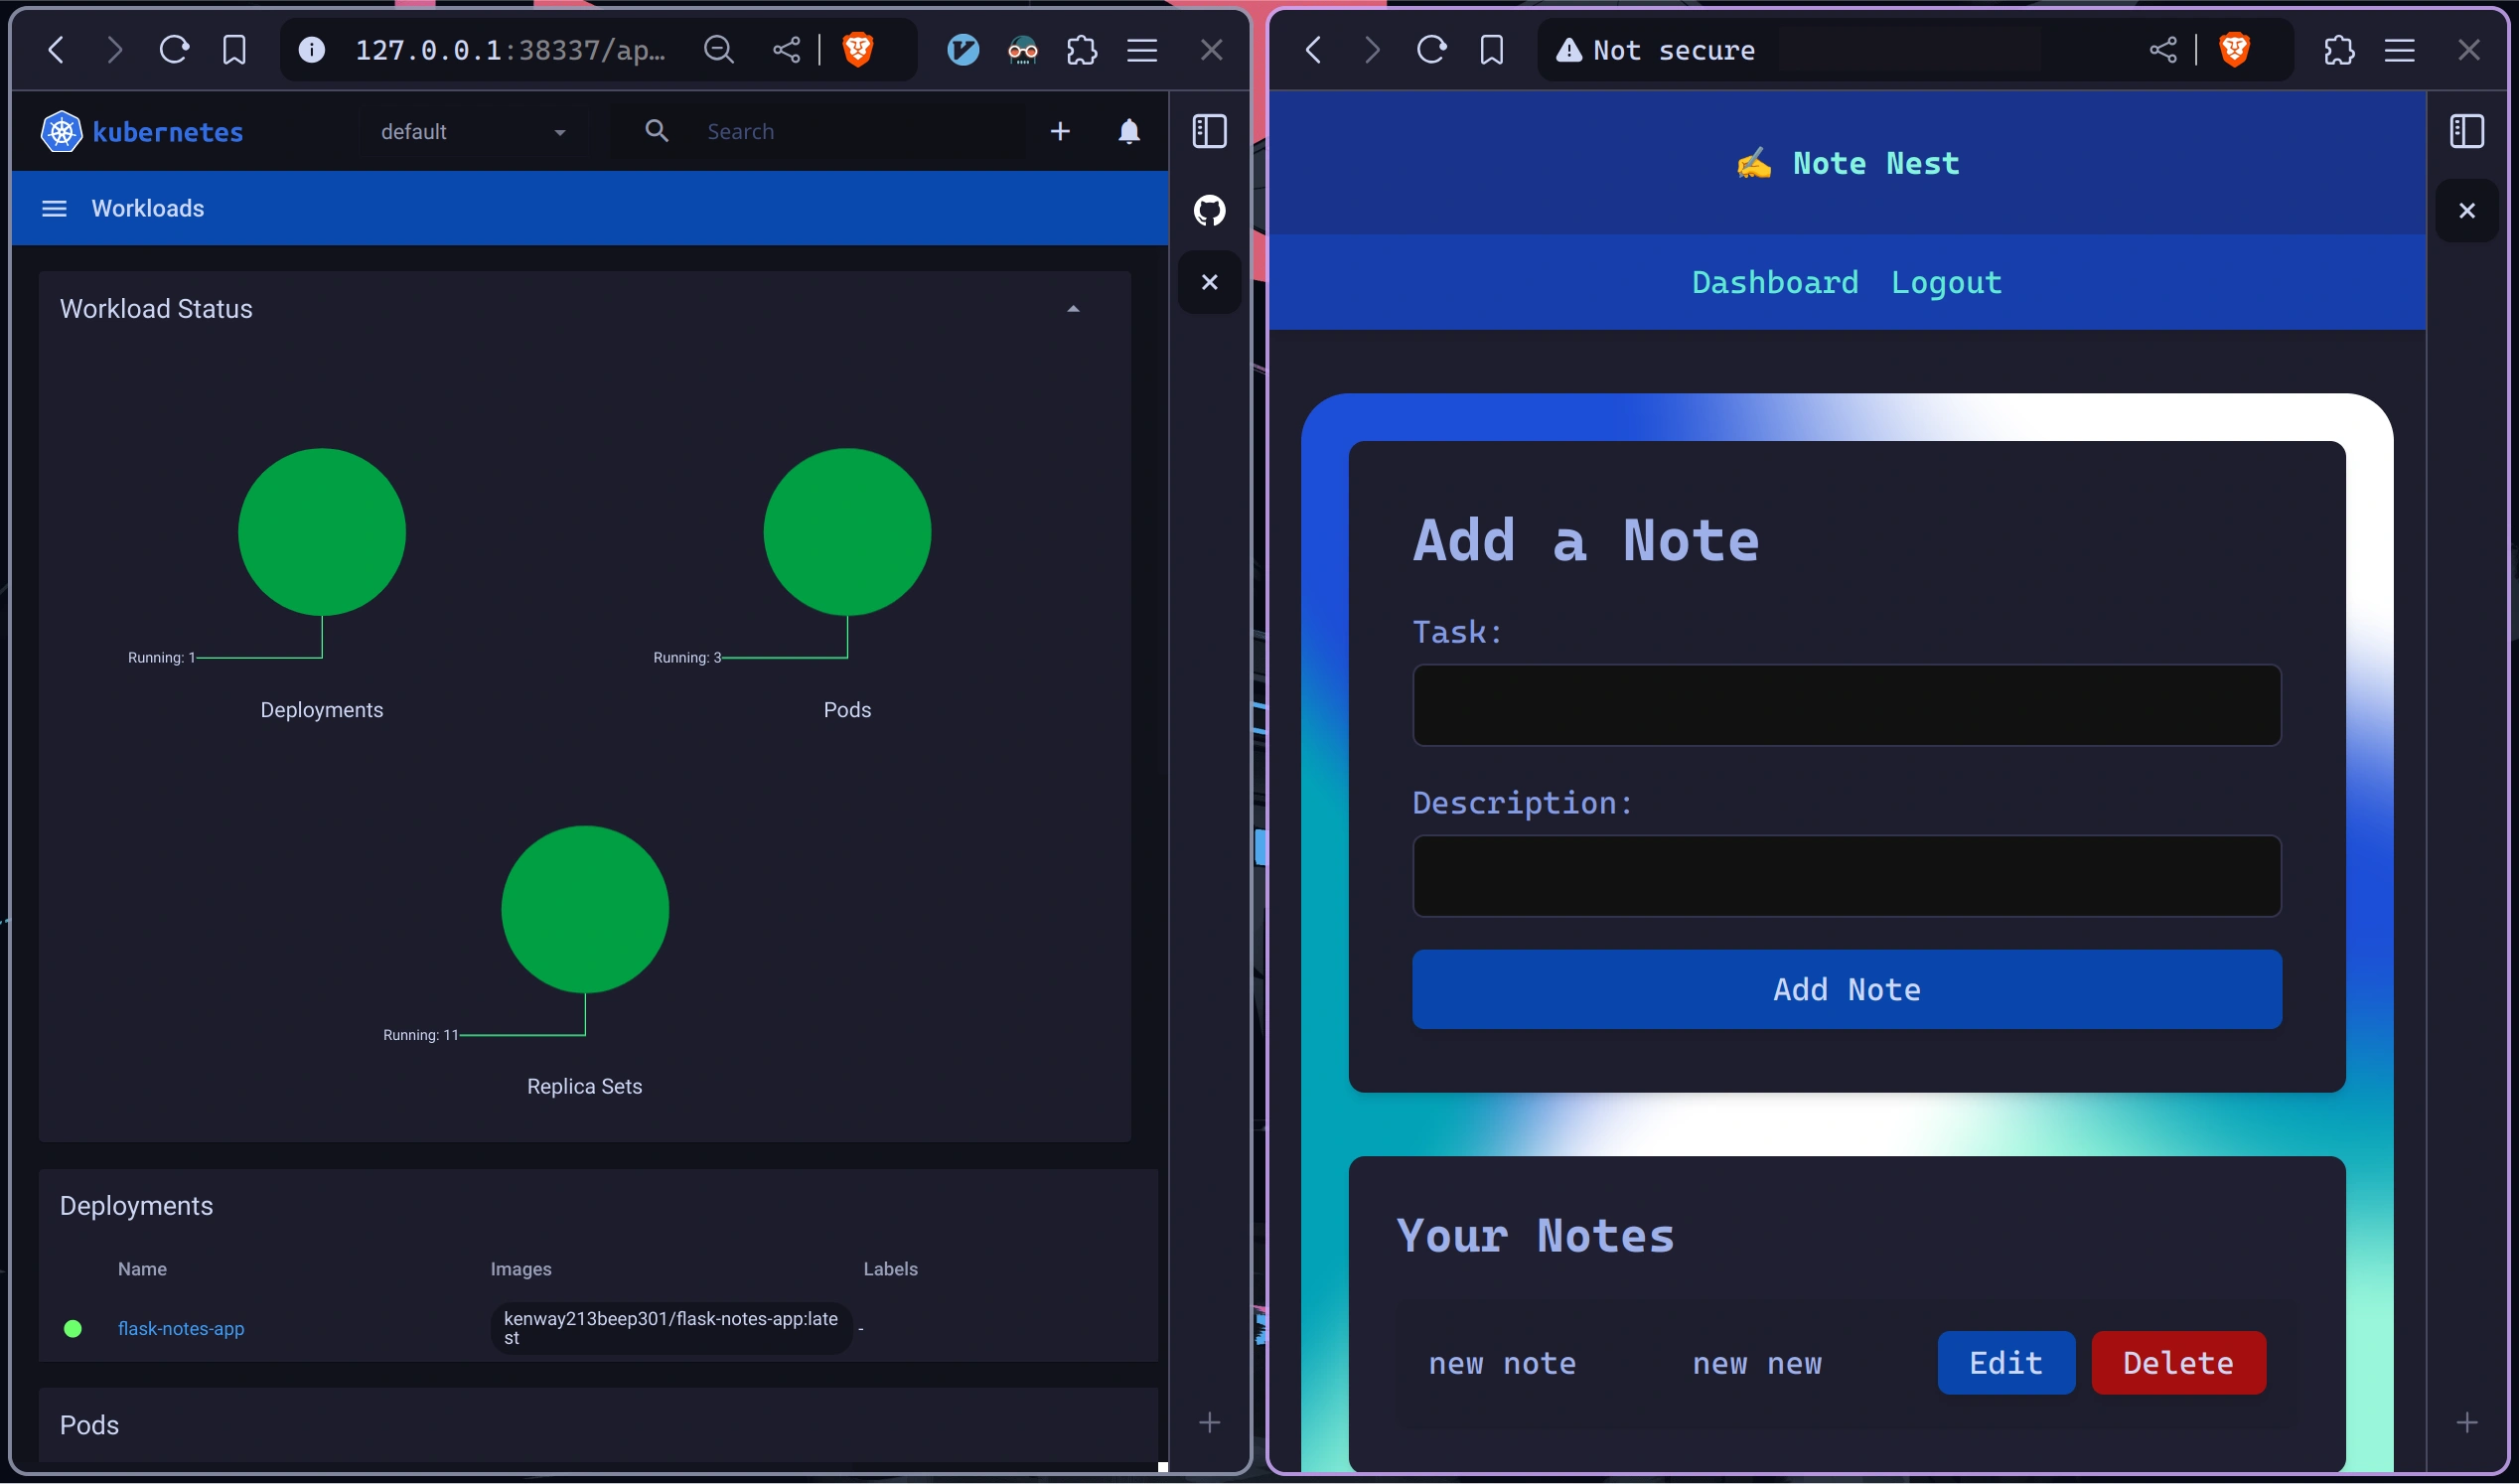 127.0.0.1:38337/ap…
kubernetes
default
Search
Workloads
Workload Status
Running: 1
Deployments
Running: 3
Pods
Running: 11
Replica Sets
Deployments
Name Images Labels
flask-notes-app
kenway213beep301/flask-notes-app:late
st
-
Pods
Not secure
✍️ Note Nest
Dashboard Logout
Add a Note
Task:
Description:
Add Note
Your Notes
new note new new Edit Delete